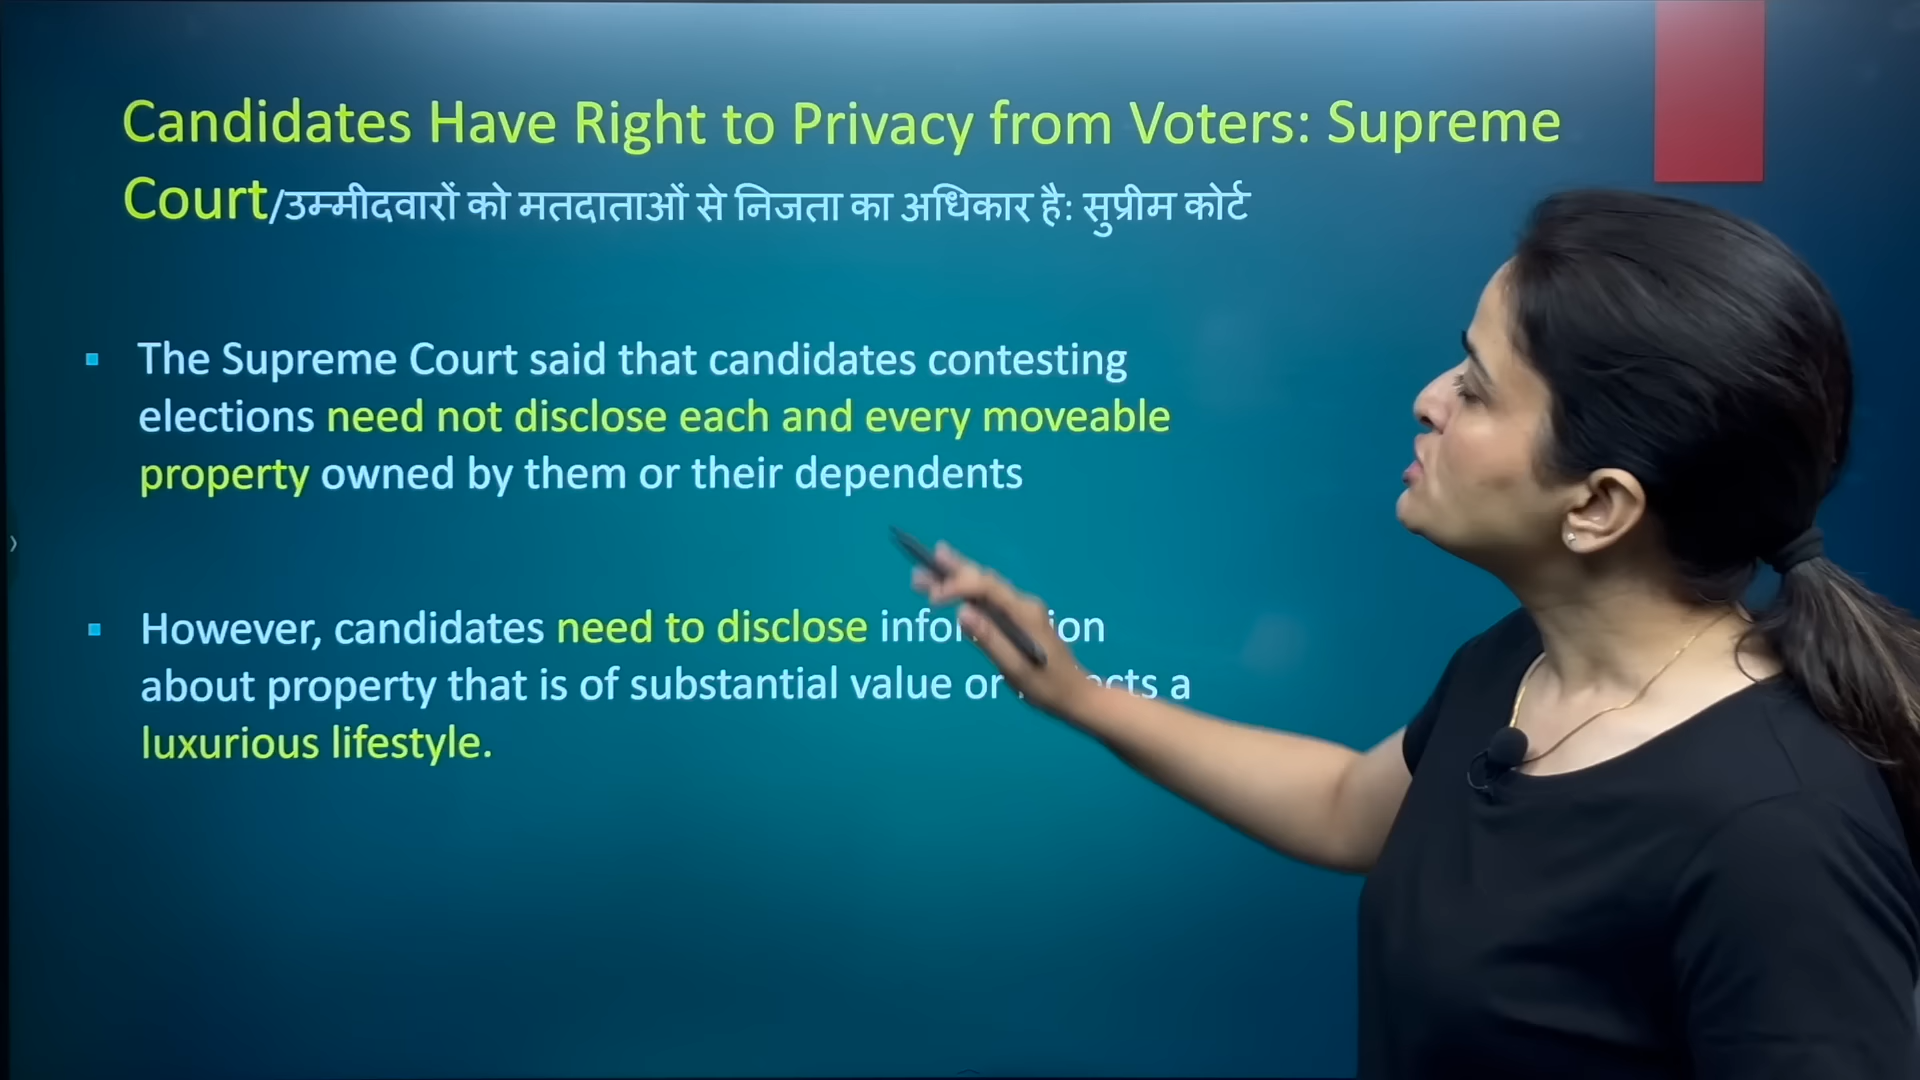 Candidates Have Right to Privacy from Voters: Supreme
Court/उम्मीदवारों को मतदाताओं से निजता का अधिकार है: सुप्रीम कोर्ट
The Supreme Court said that candidates contesting
elections need not disclose each and every moveable
property owned by them or their dependents
However, candidates need to disclose
about property that is of substantial value or a
luxurious lifestyle.